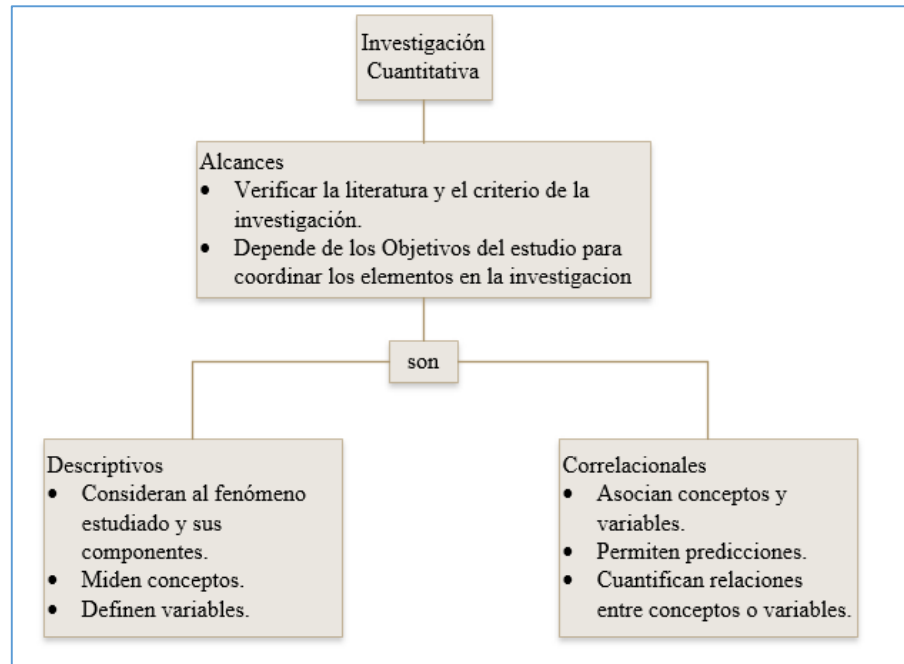 Investigación
Cuantitativa
Alcances
• Verificar la literatura y el criterio de la
investigación.
• Depende de los Objetivos del estudio para
coordinar los elementos en la investigacion
son
Descriptivos
• Consideran al fenómeno
estudiado y sus
componentes.
• Miden conceptos.
• Definen variables.
Correlacionales
• Asocian conceptos y
variables.
• Permiten predicciones.
• Cuantifican relaciones
entre conceptos o variables.